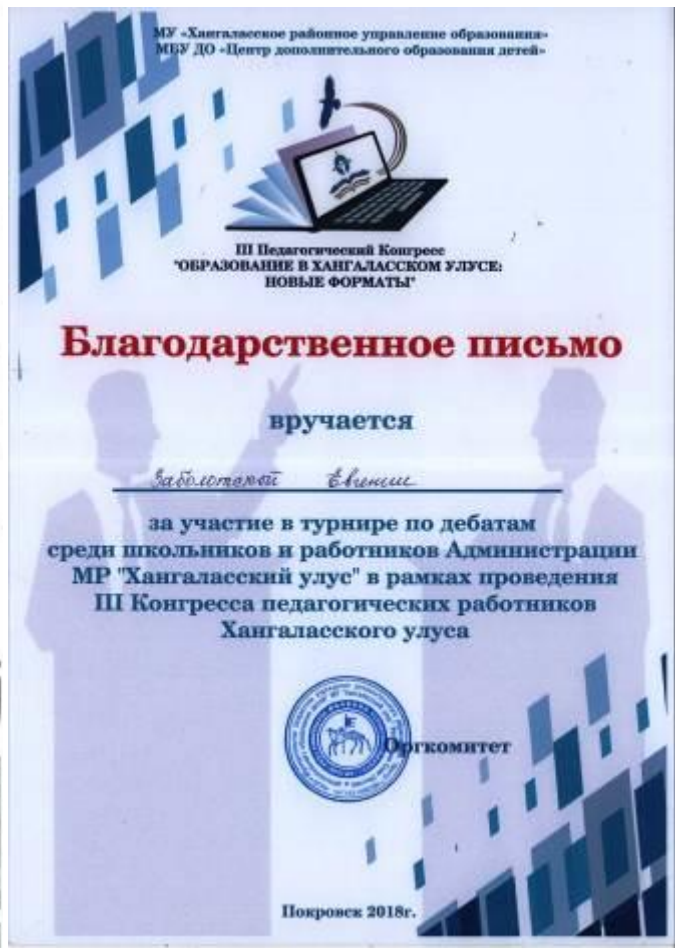 МУ «Хангаласское районное управление образования»
МБУ ДО «Центр дополнительного образования детей»
III Педагогический Конгресс
"ОБРАЗОВАНИЕ В ХАНГАЛАССКОМ УЛУСЕ:
НОВЫЕ ФОРМАТЫ"
Благодарственное письмо
вручается
Заболотской Евгении
за участие в турнире по дебатам
среди школьников и работников Администрации
МР "Хангаласский улус" в рамках проведения
III Конгресса педагогических работников
Хангаласского улуса
Оргкомитет
Покровск 2018г.